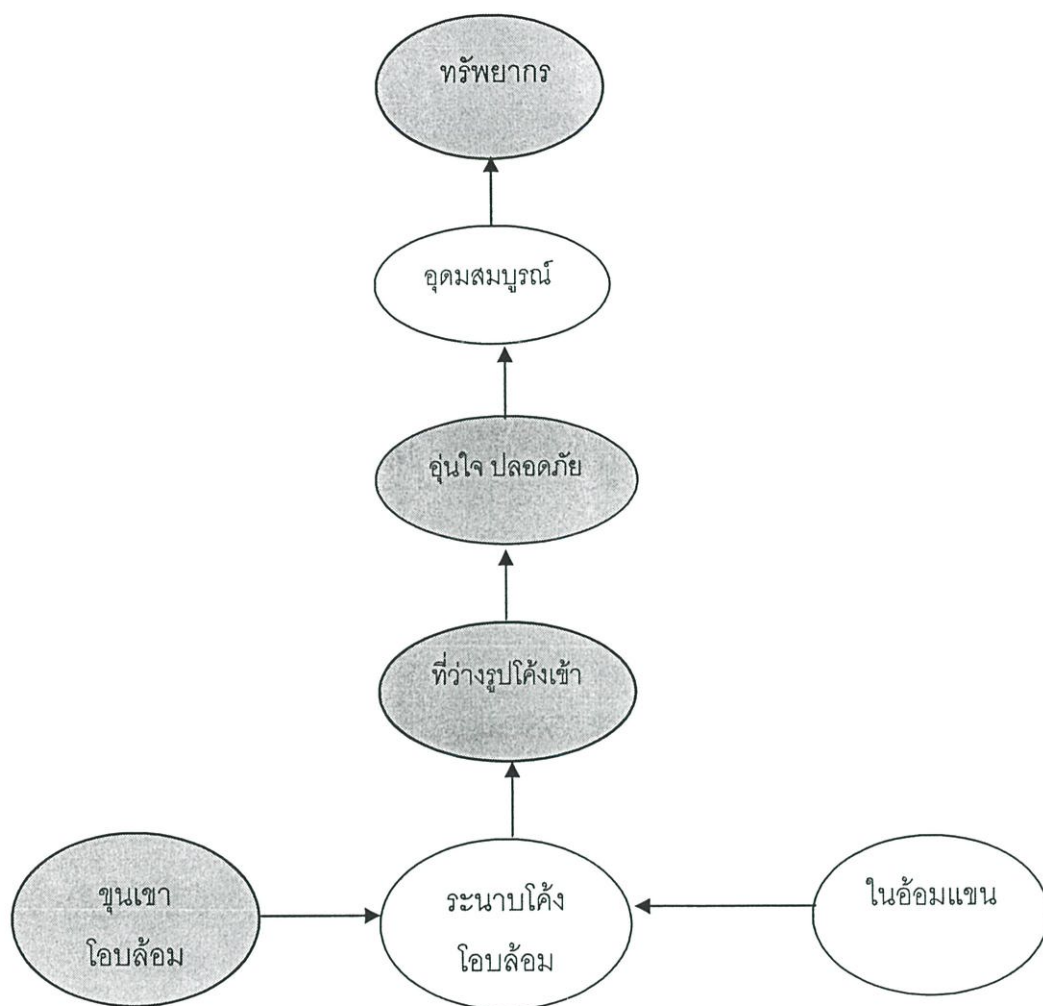 ทรัพยากร
อุดมสมบูรณ์
อุ่นใจ ปลอดภัย
ที่ว่างรูปโค้งเข้า
ขุนเขา
โอบล้อม
ระนาบโค้ง
โอบล้อม
ในอ้อมแขน